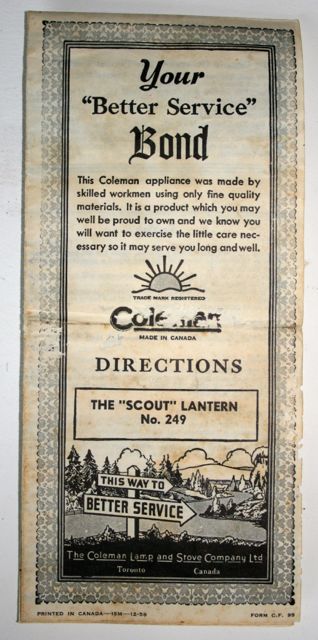 Your
"Better Service"
Bond
This Coleman appliance was made by
skilled workmen using only fine quality
materials. It is a product which you may
well be proud to own and we know you
will want to exercise the little care nec-
essary so it may serve you long and well.
TRADE MARK REGISTERED
Coleman
MADE IN CANADA
DIRECTIONS
THE "SCOUT" LANTERN
No. 249
THIS WAY TO
BETTER SERVICE
The Coleman Lamp and Stove Company Ltd
Toronto Canada
PRINTED IN CANADA—15M—12-56 FORM C.F. 95